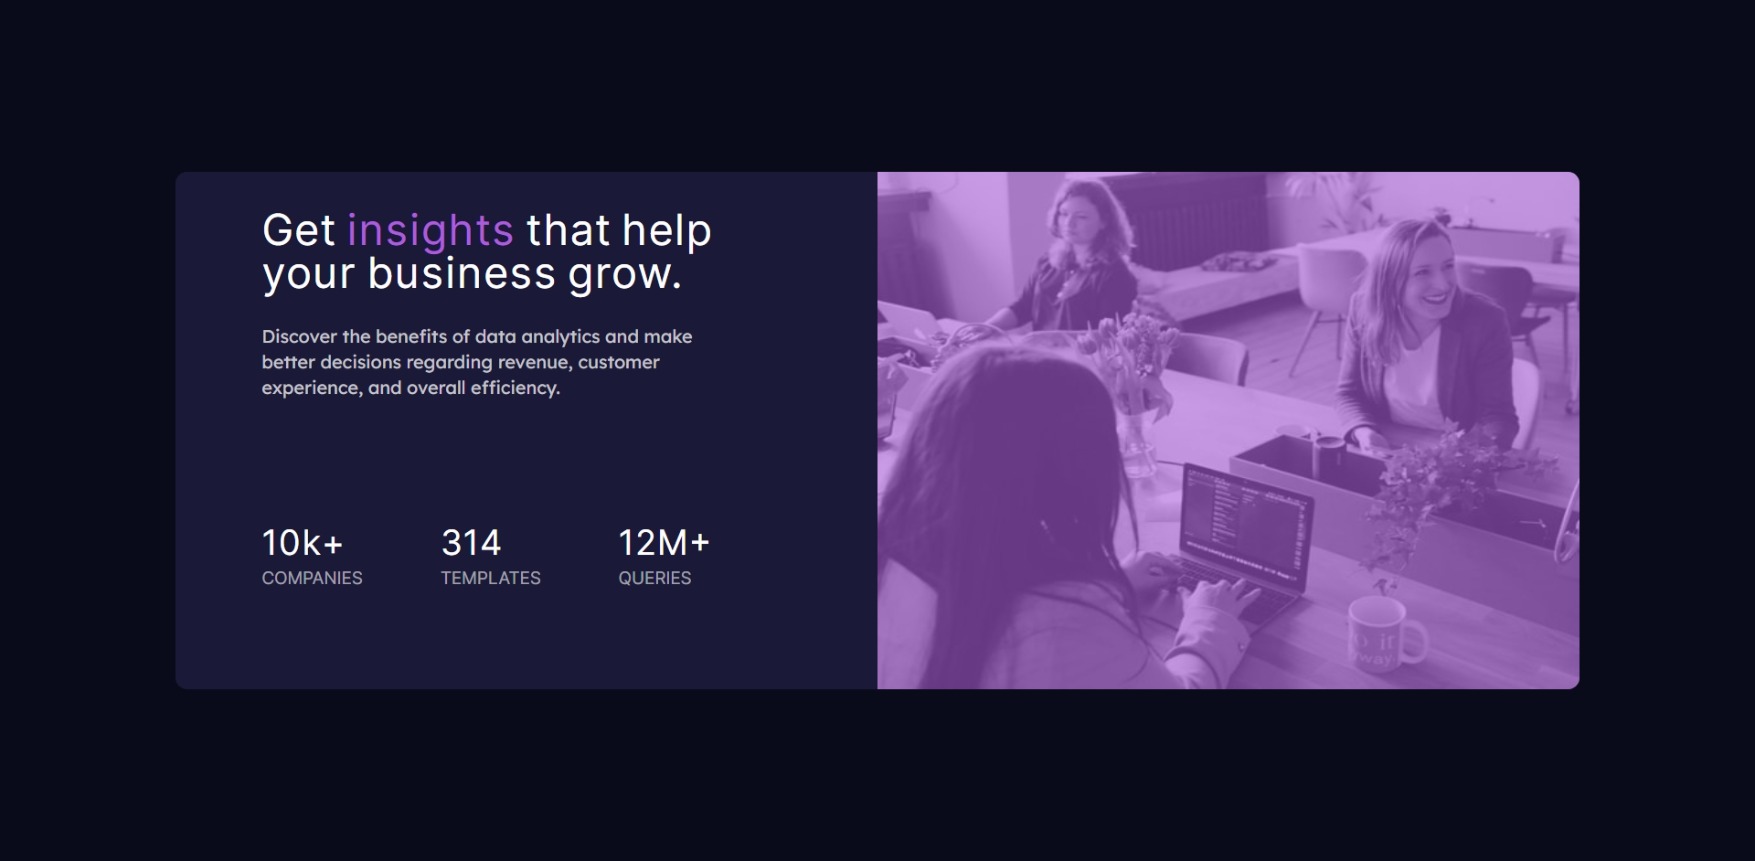 Get insights that help
your business grow.
Discover the benefits of data analytics and make
better decisions regarding revenue, customer
experience, and overall efficiency.
10k+ 314 12M+
COMPANIES TEMPLATES QUERIES